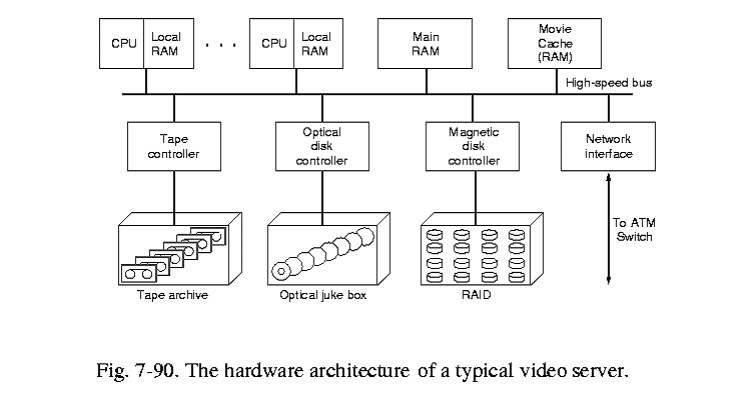 CPU
Local
RAM
. . .
CPU
Local
RAM
Main
RAM
Movie
Cache
(RAM)
High-speed bus
Tape
controller
Optical
disk
controller
Magnetic
disk
controller
Network
interface
To ATM
Switch
Tape archive
Optical juke box
RAID
Fig. 7-90. The hardware architecture of a typical video server.